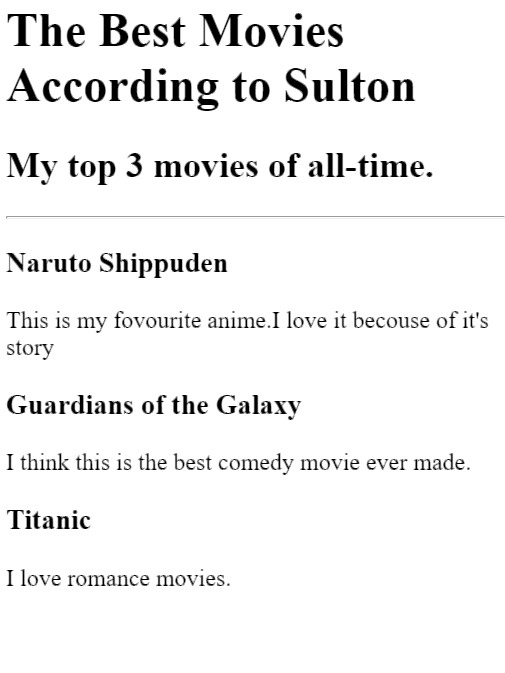 The Best Movies
According to Sulton
My top 3 movies of all-time.
Naruto Shippuden
This is my fovourite anime.I love it becouse of it's
story
Guardians of the Galaxy
I think this is the best comedy movie ever made.
Titanic
I love romance movies.